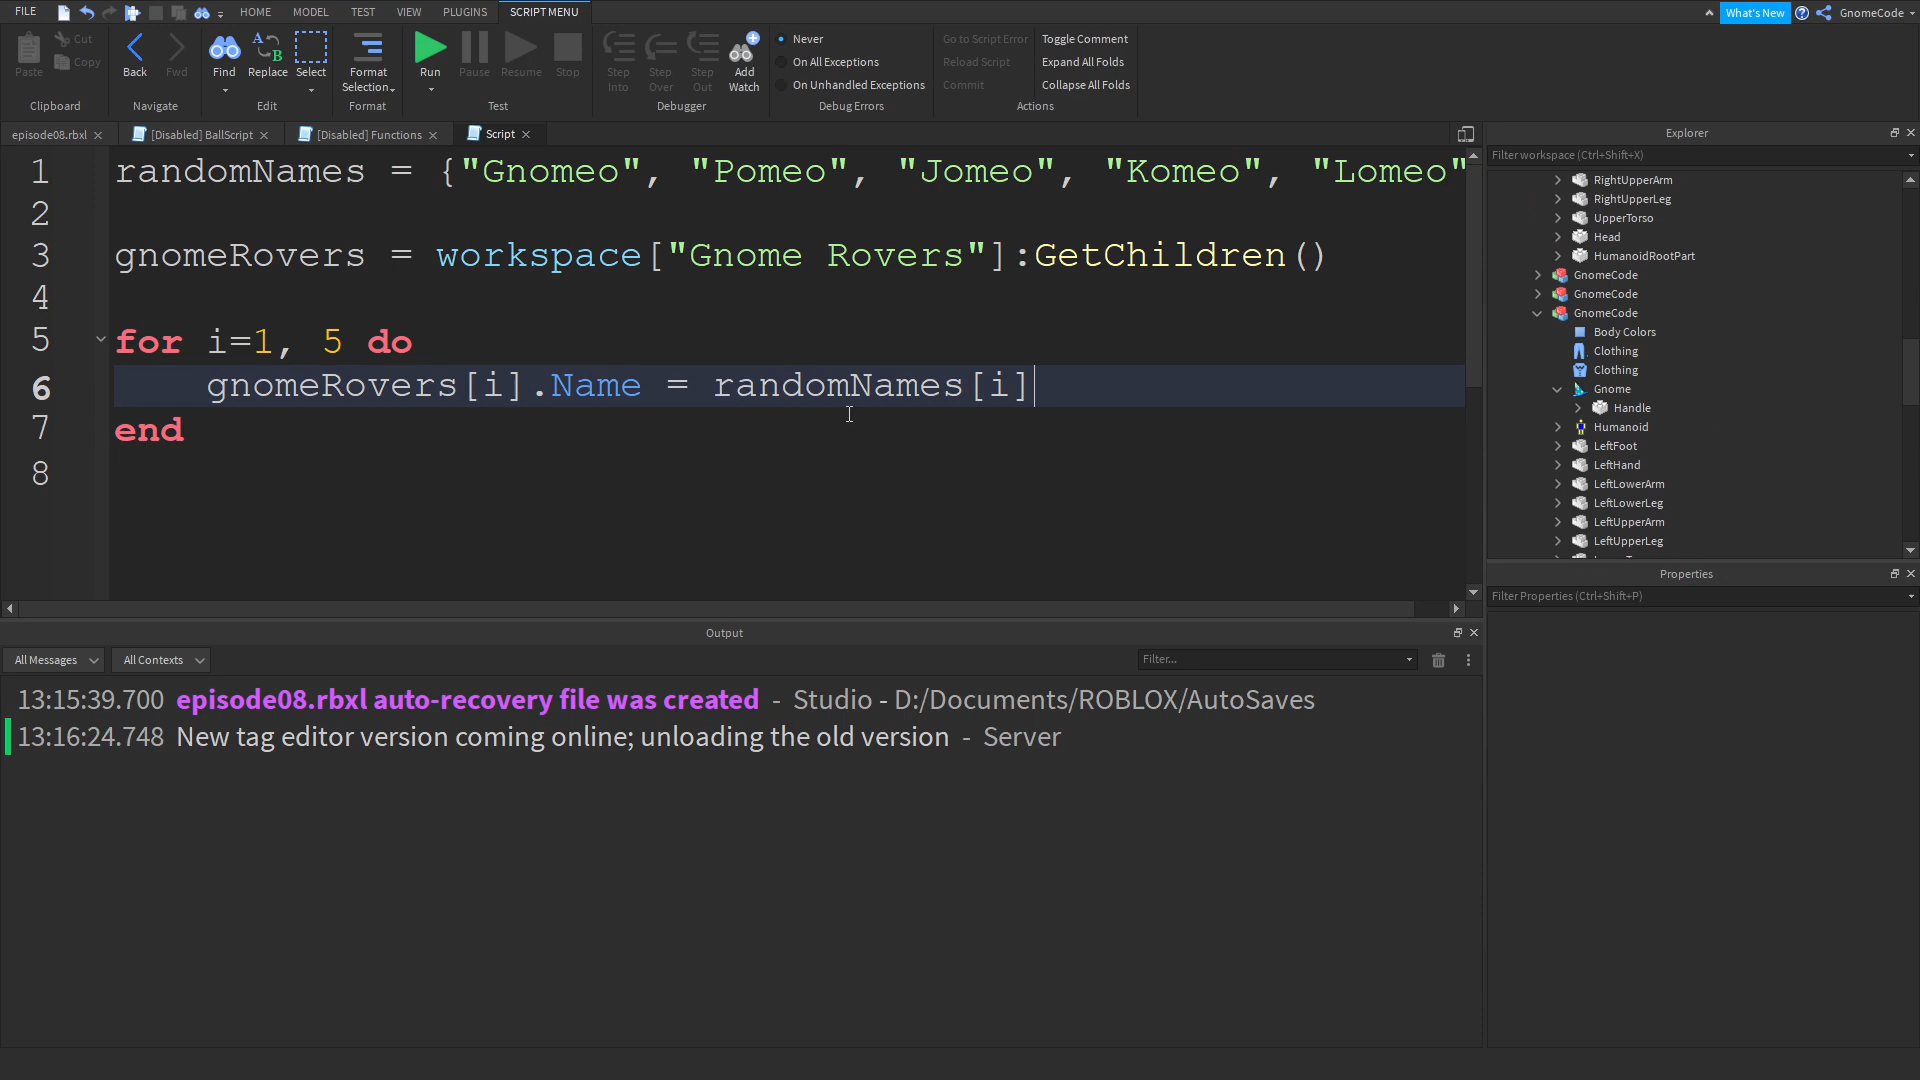 FILE HOME MODEL TEST VIEW PLUGINS SCRIPT MENU What's New GnomeCode
Paste Cut Copy
Clipboard
Back Fwd
Navigate
Find Replace Select
Edit
Format Selection
Format
Run Pause Resume Stop
Test
Step Into Step Over Step Out Add Watch
Debugger
Never
On All Exceptions
On Unhandled Exceptions
Debug Errors
Go to Script Error Toggle Comment
Reload Script Expand All Folds
Commit Collapse All Folds
Actions
episode08.rbxl [Disabled] BallScript [Disabled] Functions Script
1 randomNames = {"Gnomeo", "Pomeo", "Jomeo", "Komeo", "Lomeo"
2
3 gnomeRovers = workspace["Gnome Rovers"]:GetChildren()
4
5 for i=1, 5 do
6 gnomeRovers[i].Name = randomNames[i]
7 end
8
Explorer
Filter workspace (Ctrl+Shift+X)
RightUpperArm
RightUpperLeg
UpperTorso
Head
HumanoidRootPart
GnomeCode
GnomeCode
GnomeCode
Body Colors
Clothing
Clothing
Gnome
Handle
Humanoid
LeftFoot
LeftHand
LeftLowerArm
LeftLowerLeg
LeftUpperArm
LeftUpperLeg
Properties
Filter Properties (Ctrl+Shift+P)
Output
All Messages All Contexts Filter...
13:15:39.700 episode08.rbxl auto-recovery file was created - Studio - D:/Documents/ROBLOX/AutoSaves
13:16:24.748 New tag editor version coming online; unloading the old version - Server